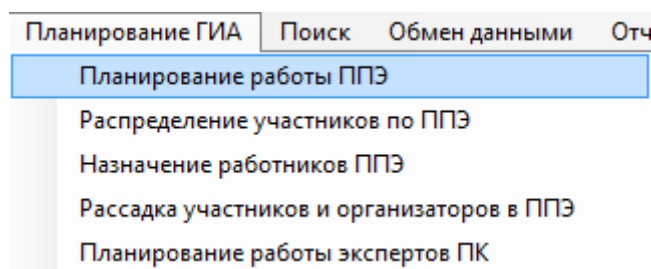 Планирование ГИА Поиск Обмен данными Отч
Планирование работы ППЭ
Распределение участников по ППЭ
Назначение работников ППЭ
Рассадка участников и организаторов в ППЭ
Планирование работы экспертов ПК